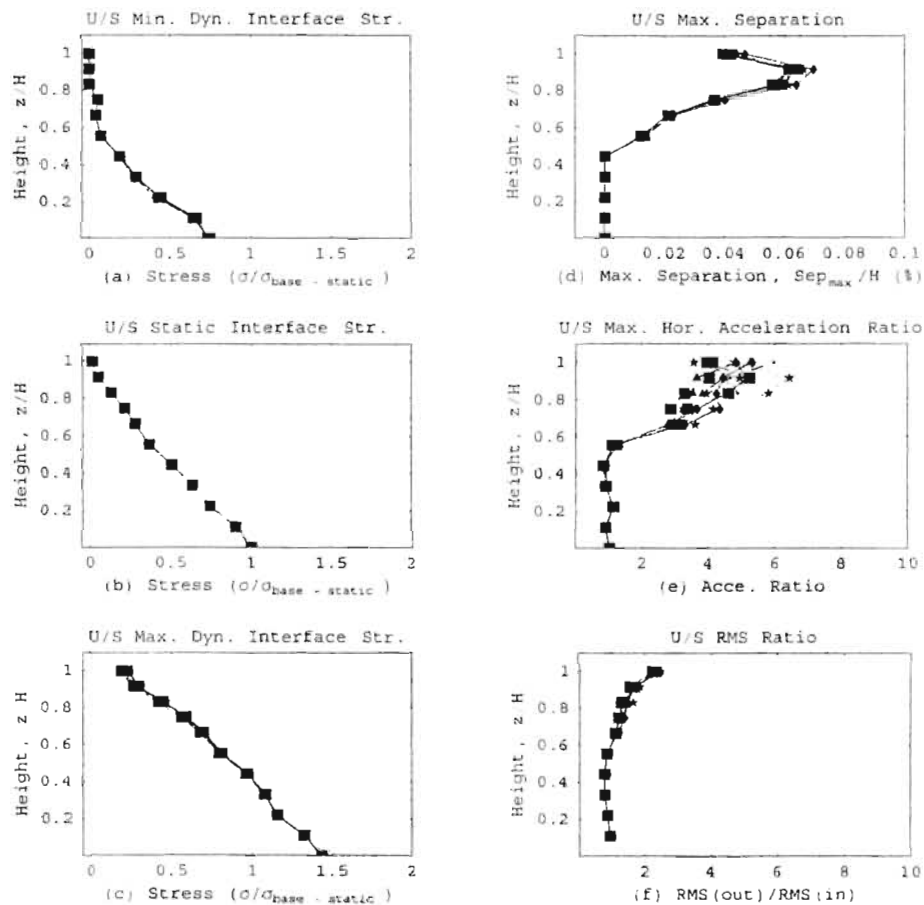 U/S Min. Dyn. Interface Str.
Height, z/H
1
0.8
0.6
0.4
0.2
0 0.5 1 1.5 2
(a) Stress (σ/σbase - static)
U/S Max. Separation
Height, z/H
1
0.8
0.6
0.4
0.2
0 0.02 0.04 0.06 0.08 0.1
(d) Max. Separation, Sepmax/H (%)
U/S Static Interface Str.
Height, z/H
1
0.8
0.6
0.4
0.2
0 0.5 1 1.5 2
(b) Stress (σ/σbase - static)
U/S Max. Hor. Acceleration Ratio
Height, z/H
1
0.8
0.6
0.4
0.2
2 4 6 8 10
(e) Acce. Ratio
U/S Max. Dyn. Interface Str.
Height, z H
1
0.8
0.6
0.4
0.2
0 0.5 1 1.5 2
(c) Stress (σ/σbase - static)
U/S RMS Ratio
Height, z/H
1
0.8
0.6
0.4
0.2
2 4 6 8 10
(f) RMS(out)/RMS(in)